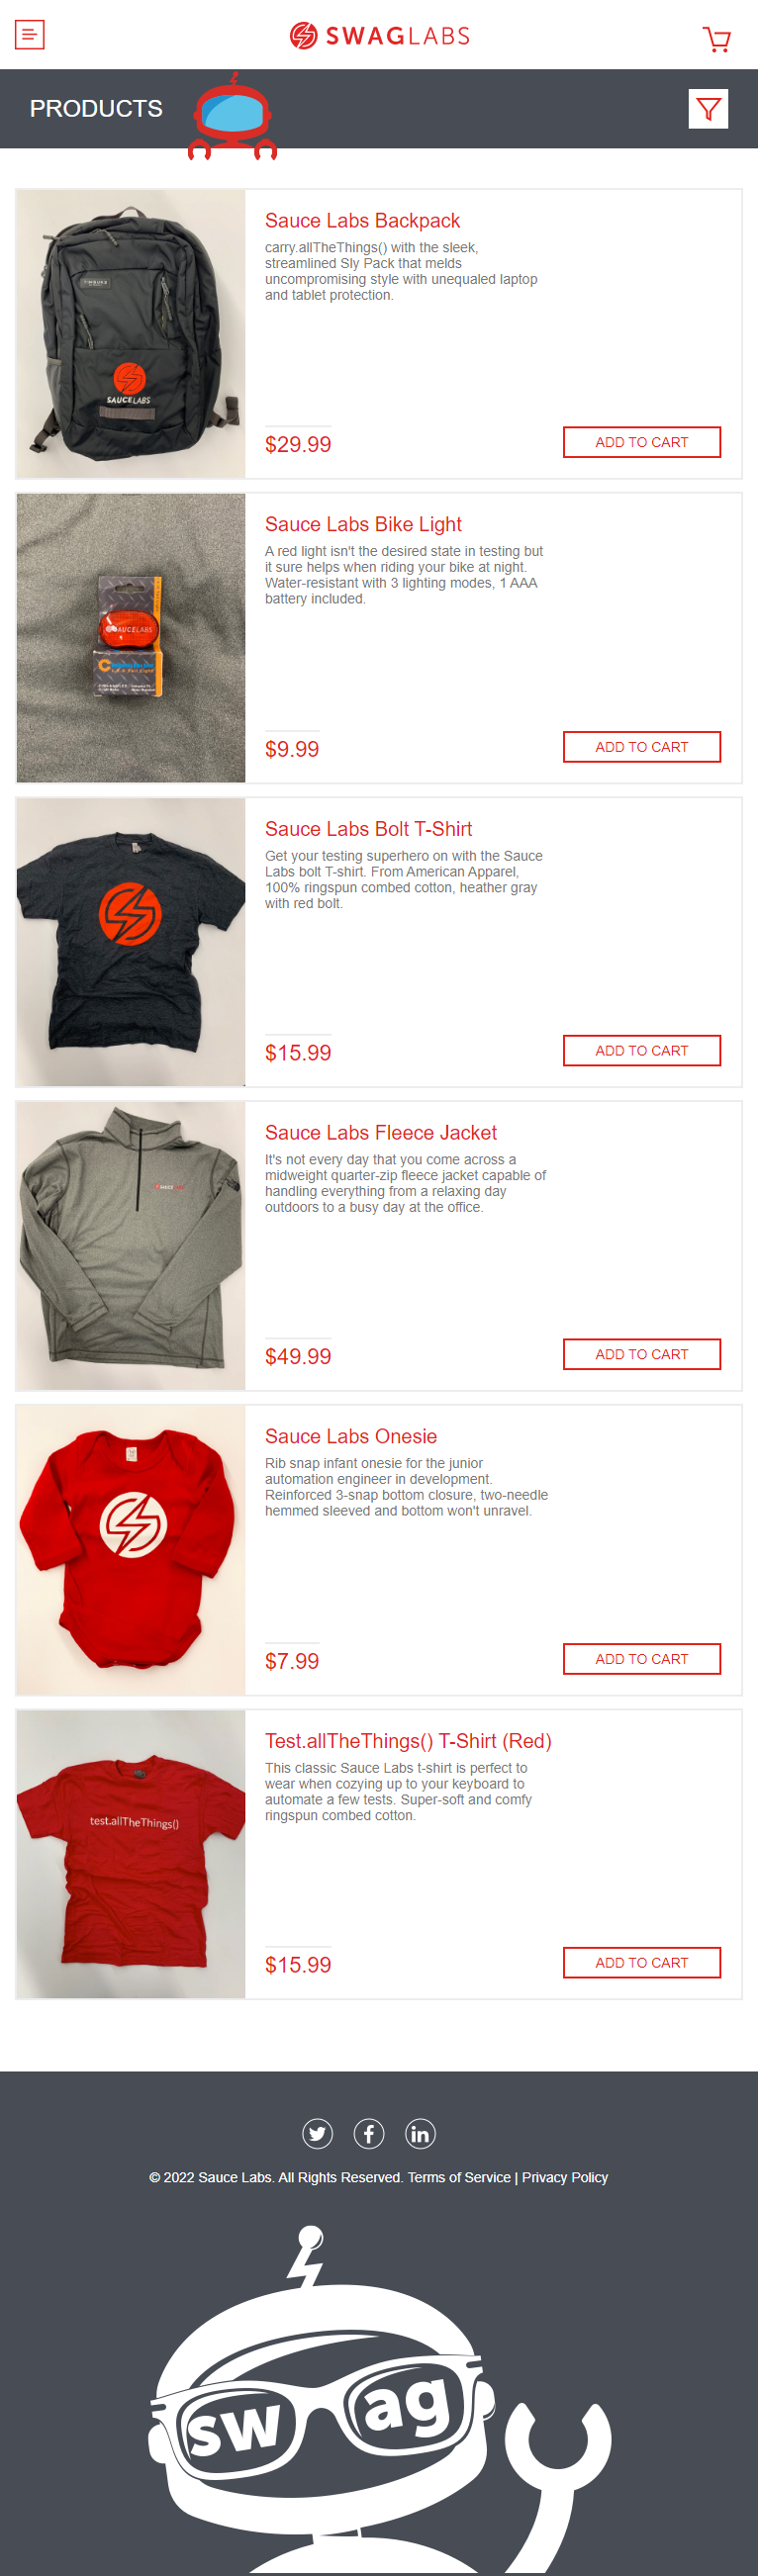 SWAGLABS
PRODUCTS
Sauce Labs Backpack
carry.allTheThings() with the sleek,
streamlined Sly Pack that melds
uncompromising style with unequaled laptop
and tablet protection.
SAUCELABS
$29.99
ADD TO CART
Sauce Labs Bike Light
A red light isn't the desired state in testing but
it sure helps when riding your bike at night.
Water-resistant with 3 lighting modes, 1 AAA
battery included.
SAUCELABS
$9.99
ADD TO CART
Sauce Labs Bolt T-Shirt
Get your testing superhero on with the Sauce
Labs bolt T-shirt. From American Apparel,
100% ringspun combed cotton, heather gray
with red bolt.
$15.99
ADD TO CART
Sauce Labs Fleece Jacket
It's not every day that you come across a
midweight quarter-zip fleece jacket capable of
handling everything from a relaxing day
outdoors to a busy day at the office.
$49.99
ADD TO CART
Sauce Labs Onesie
Rib snap infant onesie for the junior
automation engineer in development.
Reinforced 3-snap bottom closure, two-needle
hemmed sleeved and bottom won't unravel.
$7.99
ADD TO CART
Test.allTheThings() T-Shirt (Red)
This classic Sauce Labs t-shirt is perfect to
wear when cozying up to your keyboard to
automate a few tests. Super-soft and comfy
ringspun combed cotton.
test.allTheThings()
$15.99
ADD TO CART
© 2022 Sauce Labs. All Rights Reserved. Terms of Service | Privacy Policy
swag